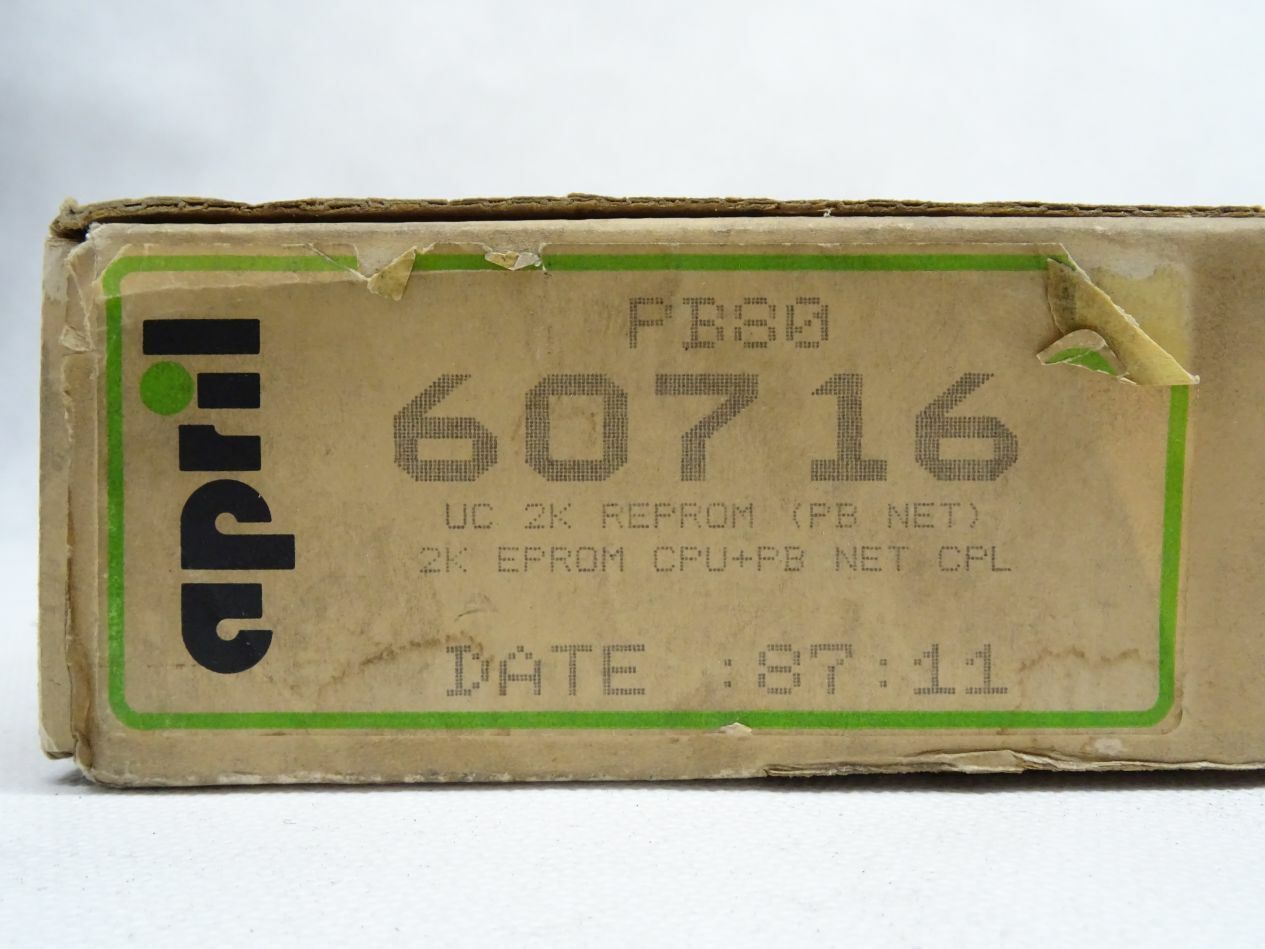 april
PB80
60716
UC 2K REPROM (PB NET)
2K EPROM CPU+PB NET CPL
DATE :87:11